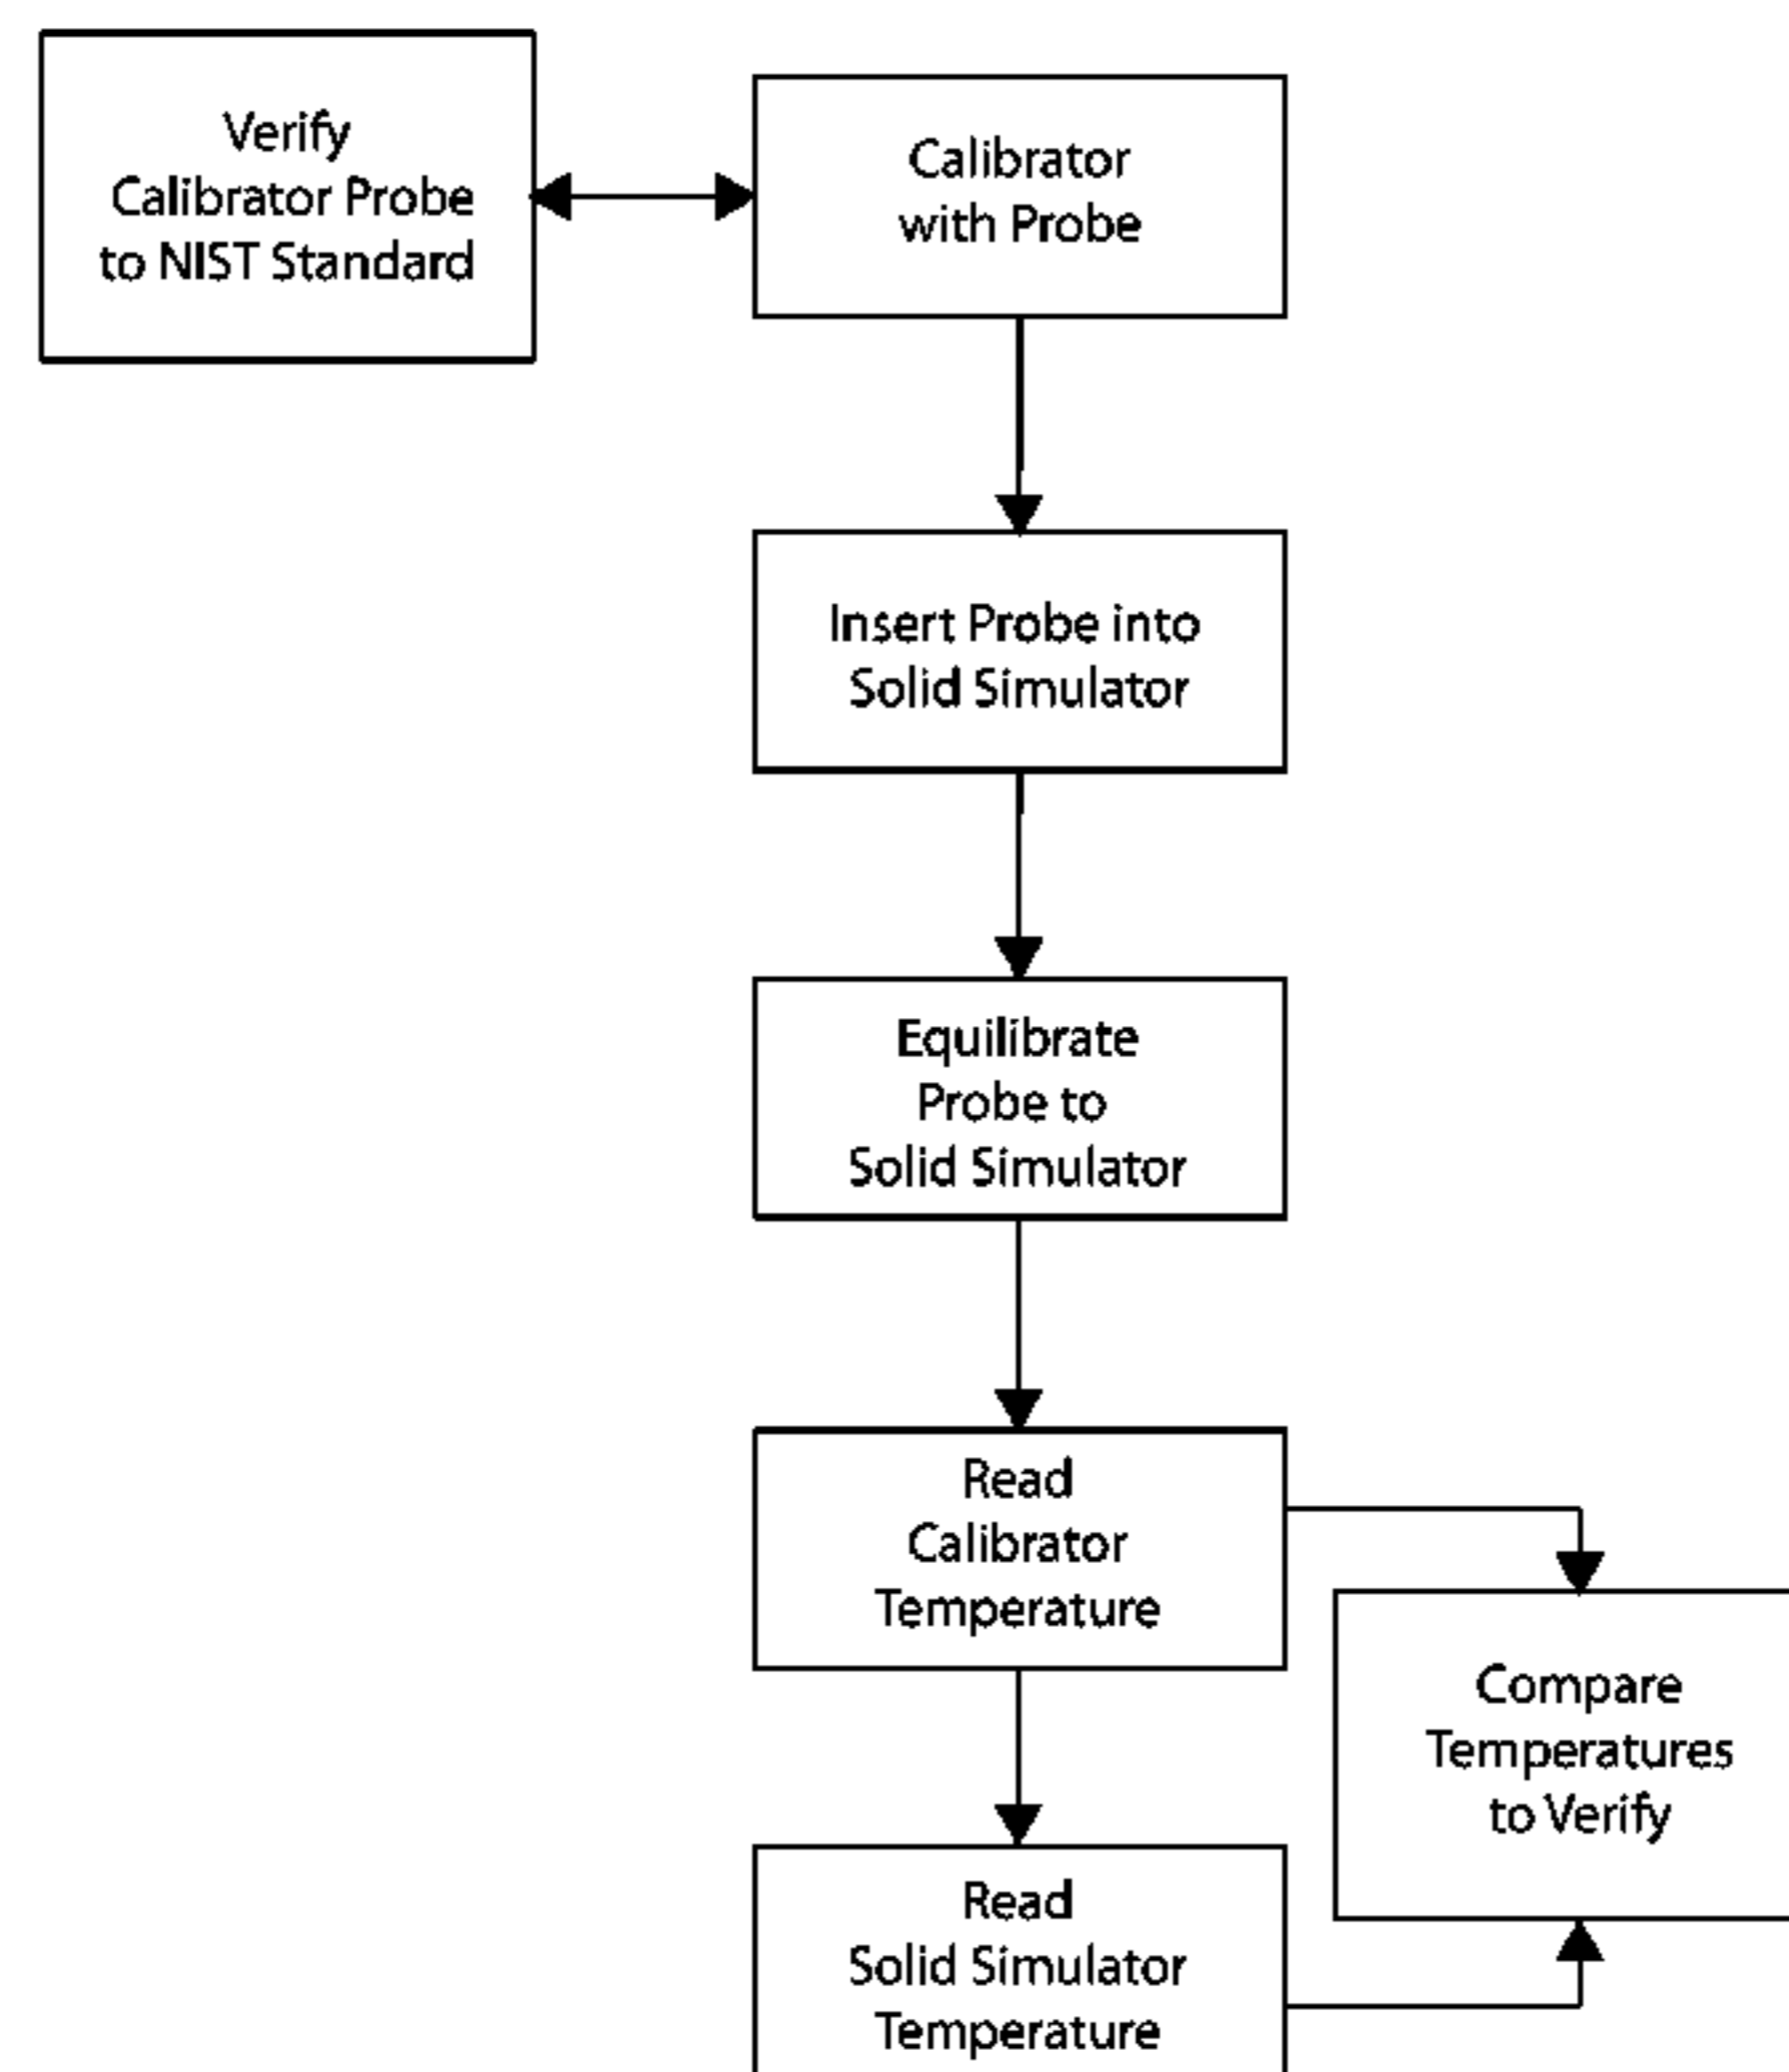 Verify
Calibrator Probe
to NIST Standard
Calibrator
with Probe
Insert Probe into
Solid Simulator
Equilibrate
Probe to
Solid Simulator
Read
Calibrator
Temperature
Compare
Temperatures
to Verify
Read
Solid Simulator
Temperature